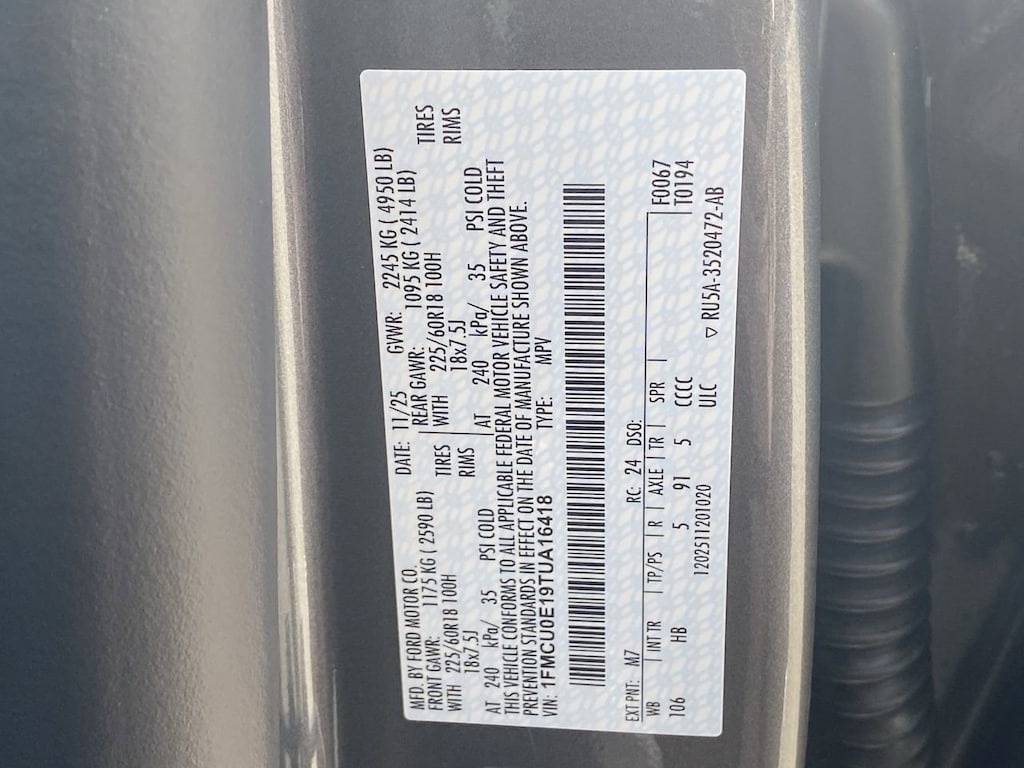 MFD. BY FORD MOTOR CO. DATE: 11/25 GVWR: 2245 KG ( 4950 LB)
FRONT GAWR: 1175 KG ( 2590 LB) REAR GAWR: 1095 KG ( 2414 LB)
WITH 225/60R18 100H TIRES WITH 225/60R18 100H TIRES
18x7.5J RIMS 18x7.5J RIMS
AT 240 kPa/ 35 PSI COLD AT 240 kPa/ 35 PSI COLD
THIS VEHICLE CONFORMS TO ALL APPLICABLE FEDERAL MOTOR VEHICLE SAFETY AND THEFT
PREVENTION STANDARDS IN EFFECT ON THE DATE OF MANUFACTURE SHOWN ABOVE.
VIN: 1FMCU0E19TUA16418 TYPE: MPV
EXT PNT: M7 RC: 24 DSO: F0067
WB INT TR TP/PS R AXLE TR SPR T0194
106 HB 5 91 5 CCCC
12025111201020 ULC
▽ RU5A-3520472-AB